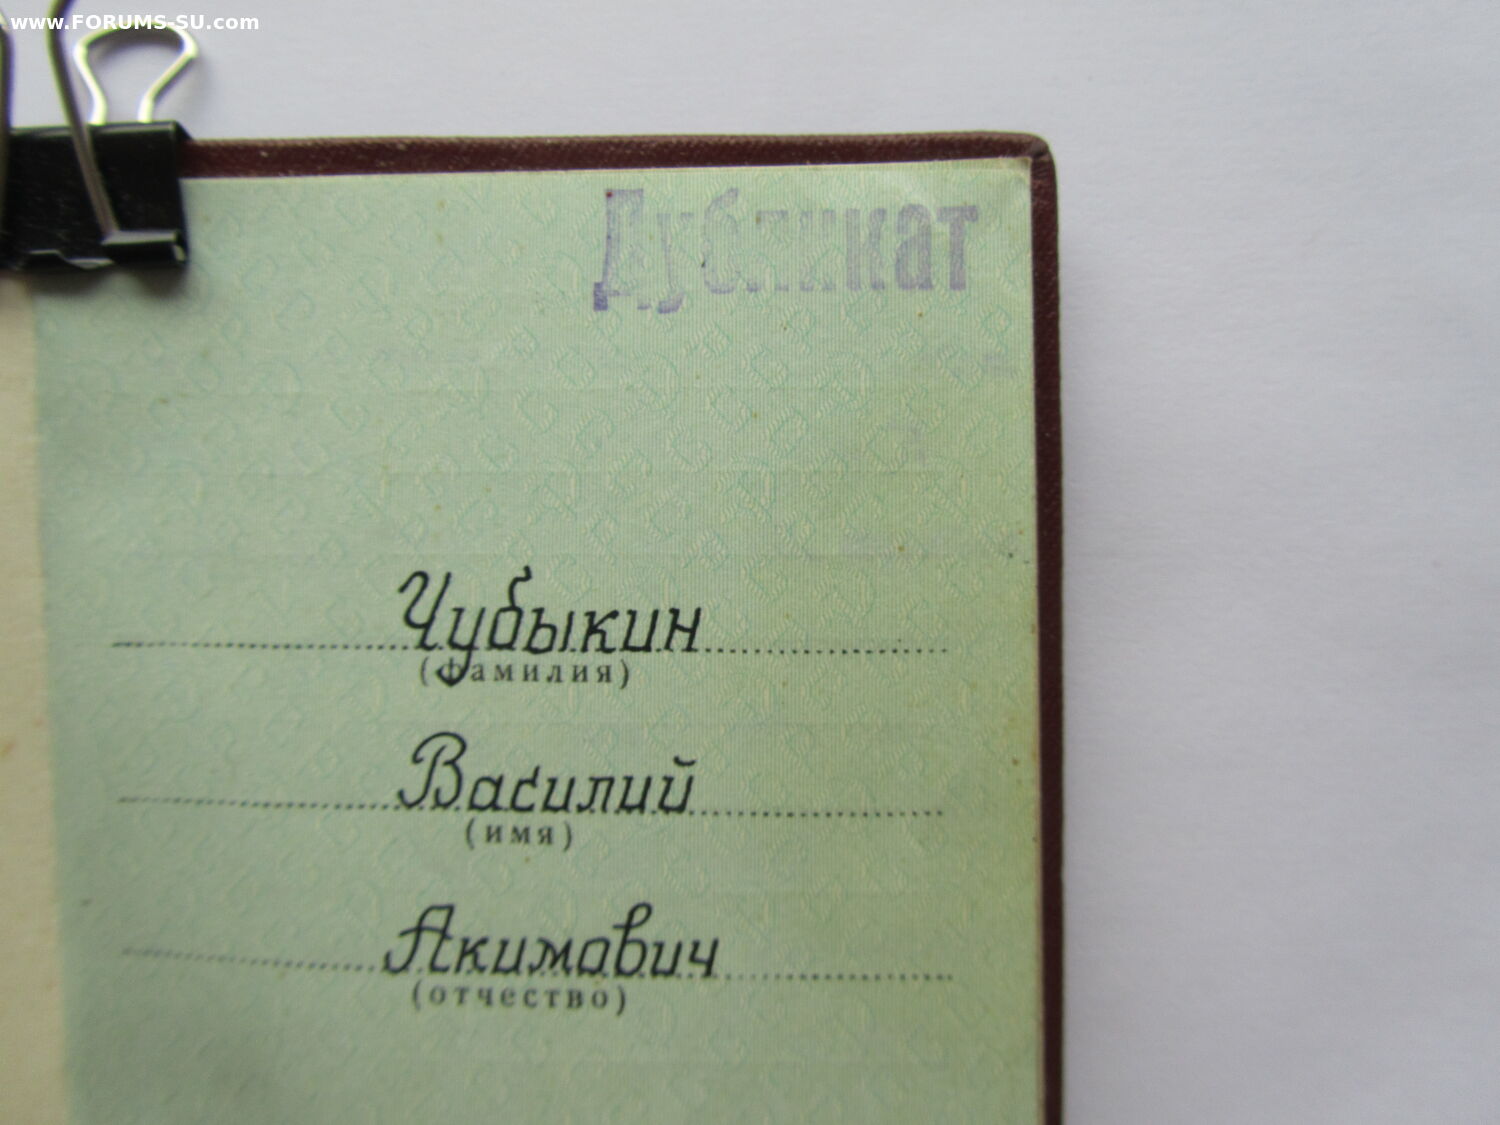 www.FORUMS-SU.com
Дубликат
Чубыкин
(фамилия)
Василий
(имя)
Акимович
(отчество)